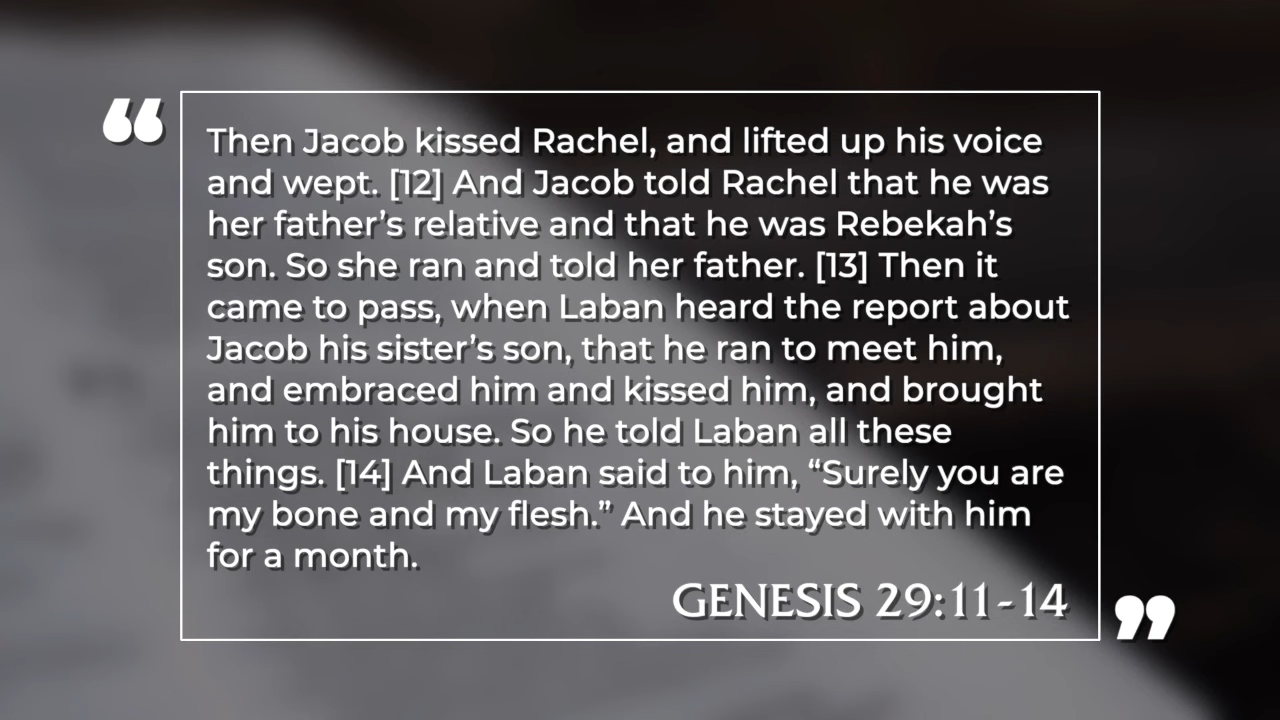 “
Then Jacob kissed Rachel, and lifted up his voice
and wept. [12] And Jacob told Rachel that he was
her father’s relative and that he was Rebekah’s
son. So she ran and told her father. [13] Then it
came to pass, when Laban heard the report about
Jacob his sister’s son, that he ran to meet him,
and embraced him and kissed him, and brought
him to his house. So he told Laban all these
things. [14] And Laban said to him, “Surely you are
my bone and my flesh.” And he stayed with him
for a month.
GENESIS 29:11-14
”